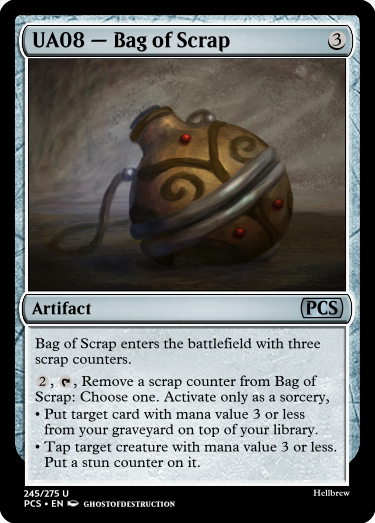 UA08 — Bag of Scrap 3
Artifact PCS
Bag of Scrap enters the battlefield with three
scrap counters.
2, T, Remove a scrap counter from Bag of
Scrap: Choose one. Activate only as a sorcery,
• Put target card with mana value 3 or less
from your graveyard on top of your library.
• Tap target creature with mana value 3 or less.
Put a stun counter on it.
245/275 U
PCS • EN GHOSTOFDESTRUCTION
Hellbrew